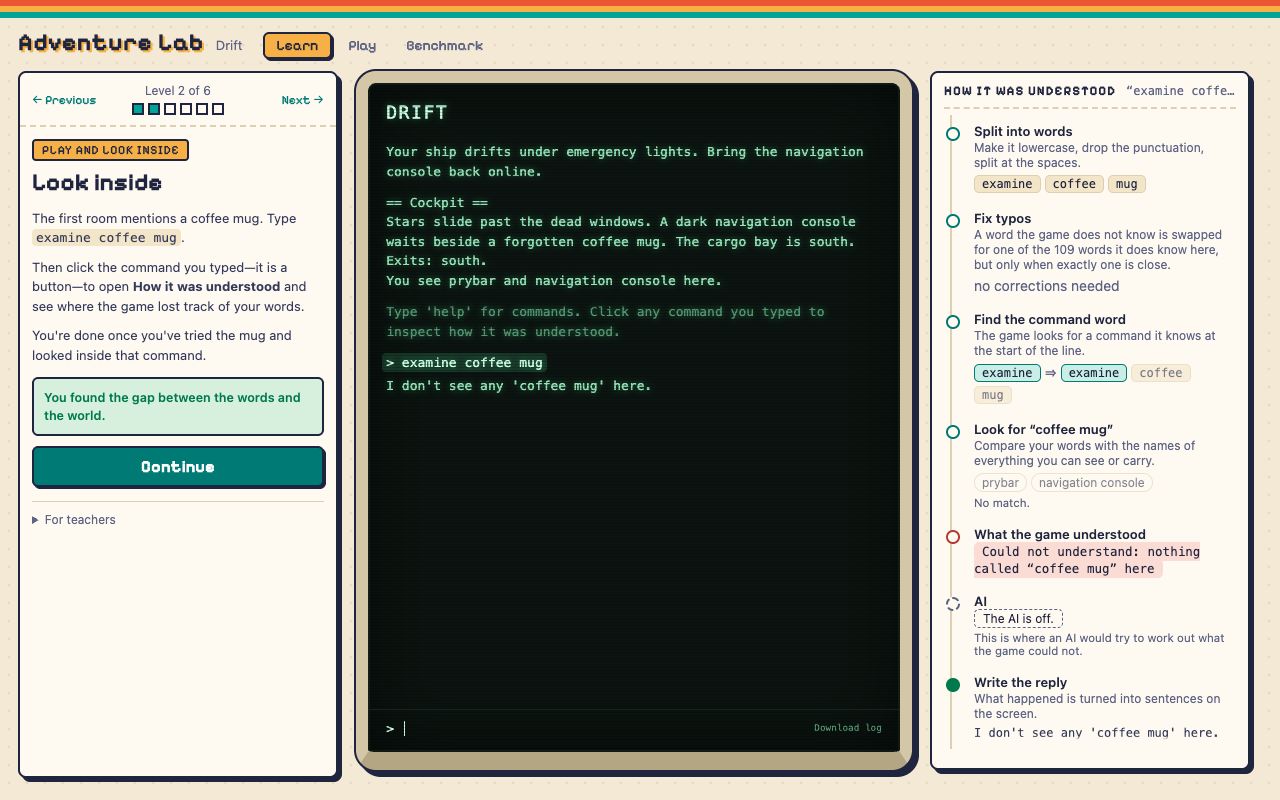 Adventure Lab Drift Learn Play Benchmark
← Previous
Level 2 of 6
Next →
PLAY AND LOOK INSIDE
Look inside
The first room mentions a coffee mug. Type
examine coffee mug.
Then click the command you typed—it is a
button—to open How it was understood and
see where the game lost track of your words.
You're done once you've tried the mug and
looked inside that command.
You found the gap between the words and
the world.
Continue
For teachers
DRIFT
Your ship drifts under emergency lights. Bring the navigation
console back online.
== Cockpit ==
Stars slide past the dead windows. A dark navigation console
waits beside a forgotten coffee mug. The cargo bay is south.
Exits: south.
You see prybar and navigation console here.
Type 'help' for commands. Click any command you typed to
inspect how it was understood.
> examine coffee mug
I don't see any 'coffee mug' here.
>
Download log
HOW IT WAS UNDERSTOOD “examine coffe…
Split into words
Make it lowercase, drop the punctuation,
split at the spaces.
examine coffee mug
Fix typos
A word the game does not know is swapped
for one of the 109 words it does know here,
but only when exactly one is close.
no corrections needed
Find the command word
The game looks for a command it knows at
the start of the line.
examine ⇒ examine coffee
mug
Look for “coffee mug”
Compare your words with the names of
everything you can see or carry.
prybar navigation console
No match.
What the game understood
Could not understand: nothing
called “coffee mug” here
AI
The AI is off.
This is where an AI would try to work out what
the game could not.
Write the reply
What happened is turned into sentences on
the screen.
I don't see any 'coffee mug' here.